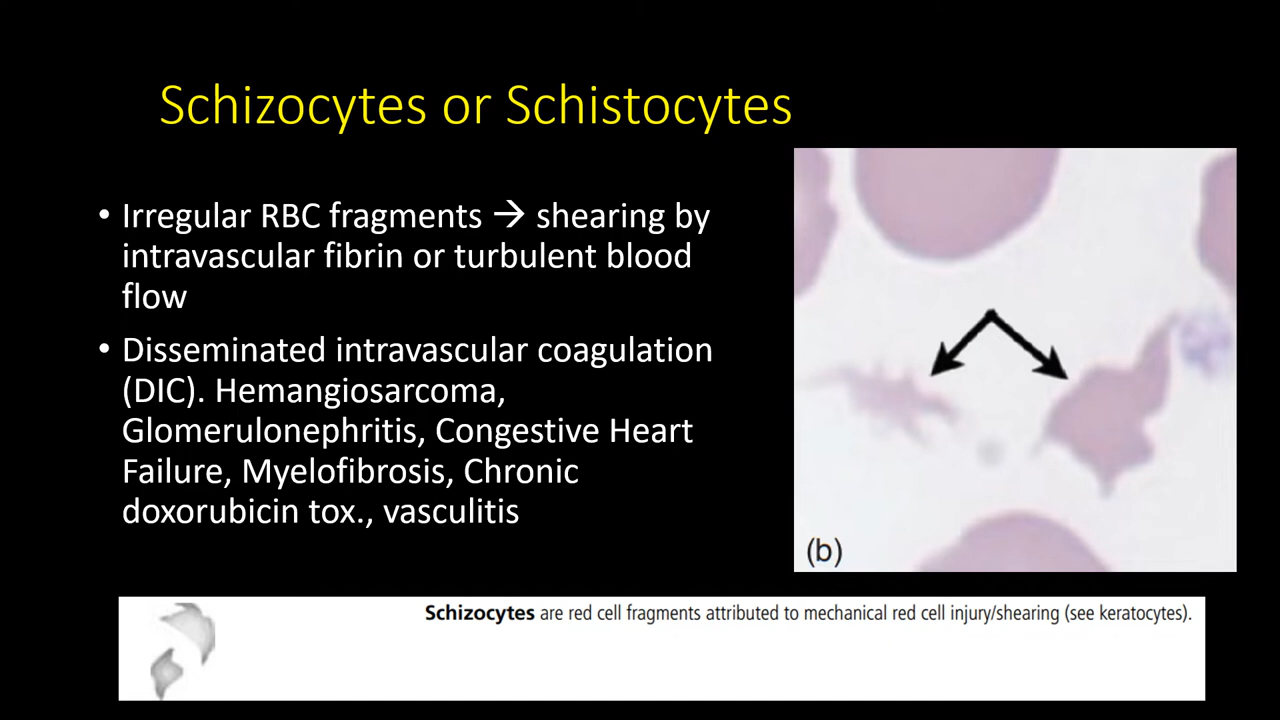 Schizocytes or Schistocytes
• Irregular RBC fragments → shearing by
intravascular fibrin or turbulent blood
flow
• Disseminated intravascular coagulation
(DIC). Hemangiosarcoma,
Glomerulonephritis, Congestive Heart
Failure, Myelofibrosis, Chronic
doxorubicin tox., vasculitis
(b)
Schizocytes are red cell fragments attributed to mechanical red cell injury/shearing (see keratocytes).